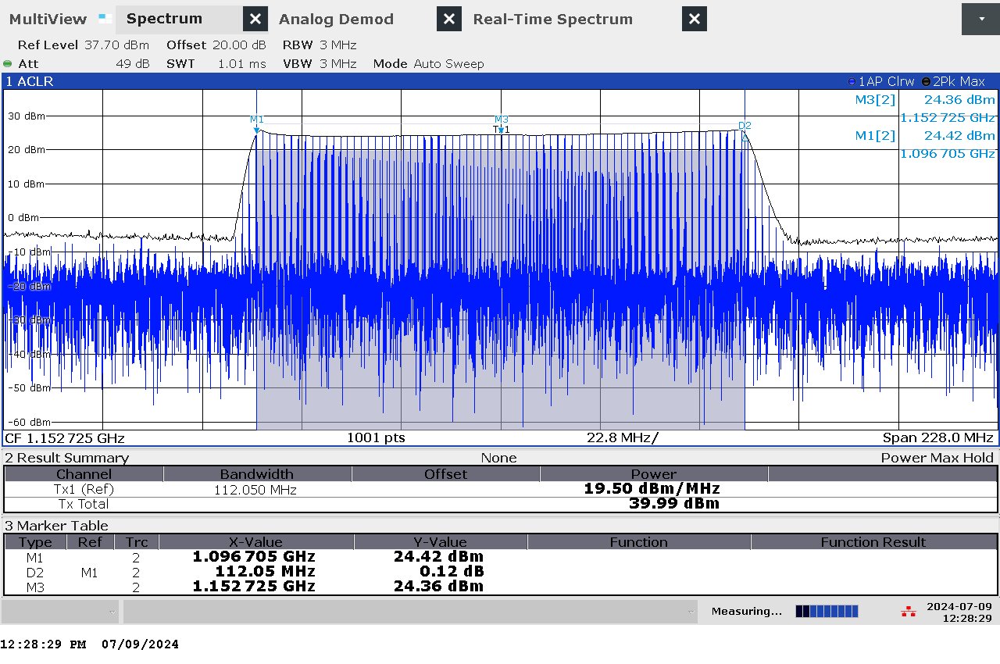 MultiView Spectrum Analog Demod Real-Time Spectrum
Ref Level 37.70 dBm Offset 20.00 dB RBW 3 MHz
Att 49 dB SWT 1.01 ms VBW 3 MHz Mode Auto Sweep
1 ACLR 1AP Clrw 2Pk Max
M3[2] 24.36 dBm
1.152 725 GHz
M1[2] 24.42 dBm
1.096 705 GHz
M1 M3 D2
Tx1
30 dBm
20 dBm
10 dBm
0 dBm
-10 dBm
-20 dBm
-30 dBm
-40 dBm
-50 dBm
-60 dBm
CF 1.152 725 GHz 1001 pts 22.8 MHz/ Span 228.0 MHz
2 Result Summary None Power Max Hold
Channel Bandwidth Offset Power
Tx1 (Ref) 112.050 MHz 19.50 dBm/MHz
Tx Total 39.99 dBm
3 Marker Table
Type Ref Trc X-Value Y-Value Function Function Result
M1 2 1.096 705 GHz 24.42 dBm
D2 M1 2 112.05 MHz 0.12 dB
M3 2 1.152 725 GHz 24.36 dBm
Measuring... 2024-07-09
12:28:29
12:28:29 PM 07/09/2024